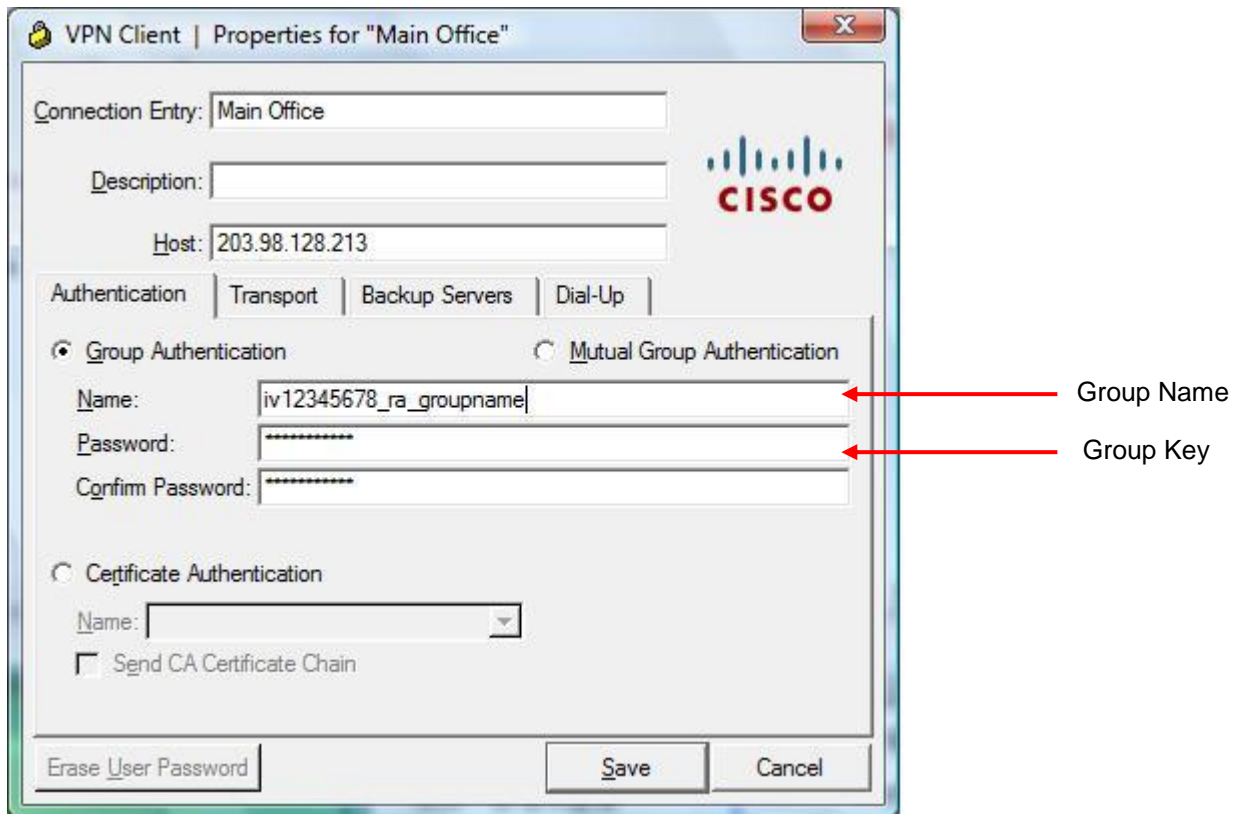 VPN Client | Properties for "Main Office"
X
Connection Entry: Main Office
Description:
CISCO
Host: 203.98.128.213
Authentication Transport Backup Servers Dial-Up
Group Authentication Mutual Group Authentication
Name: iv12345678_ra_groupname Group Name
Password: *********** Group Key
Confirm Password: ***********
Certificate Authentication
Name:
Send CA Certificate Chain
Erase User Password Save Cancel